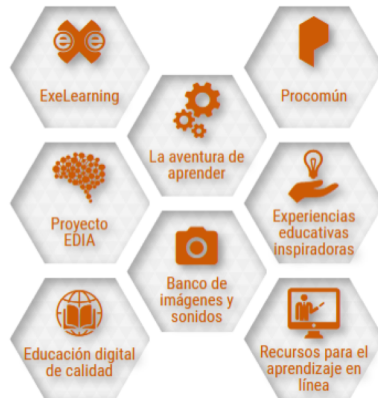 ExeLearning
Procomún
La aventura de
aprender
Proyecto
EDIA
Experiencias
educativas
inspiradoras
Banco de
imágenes y
sonidos
Educación digital
de calidad
Recursos para el
aprendizaje en
línea